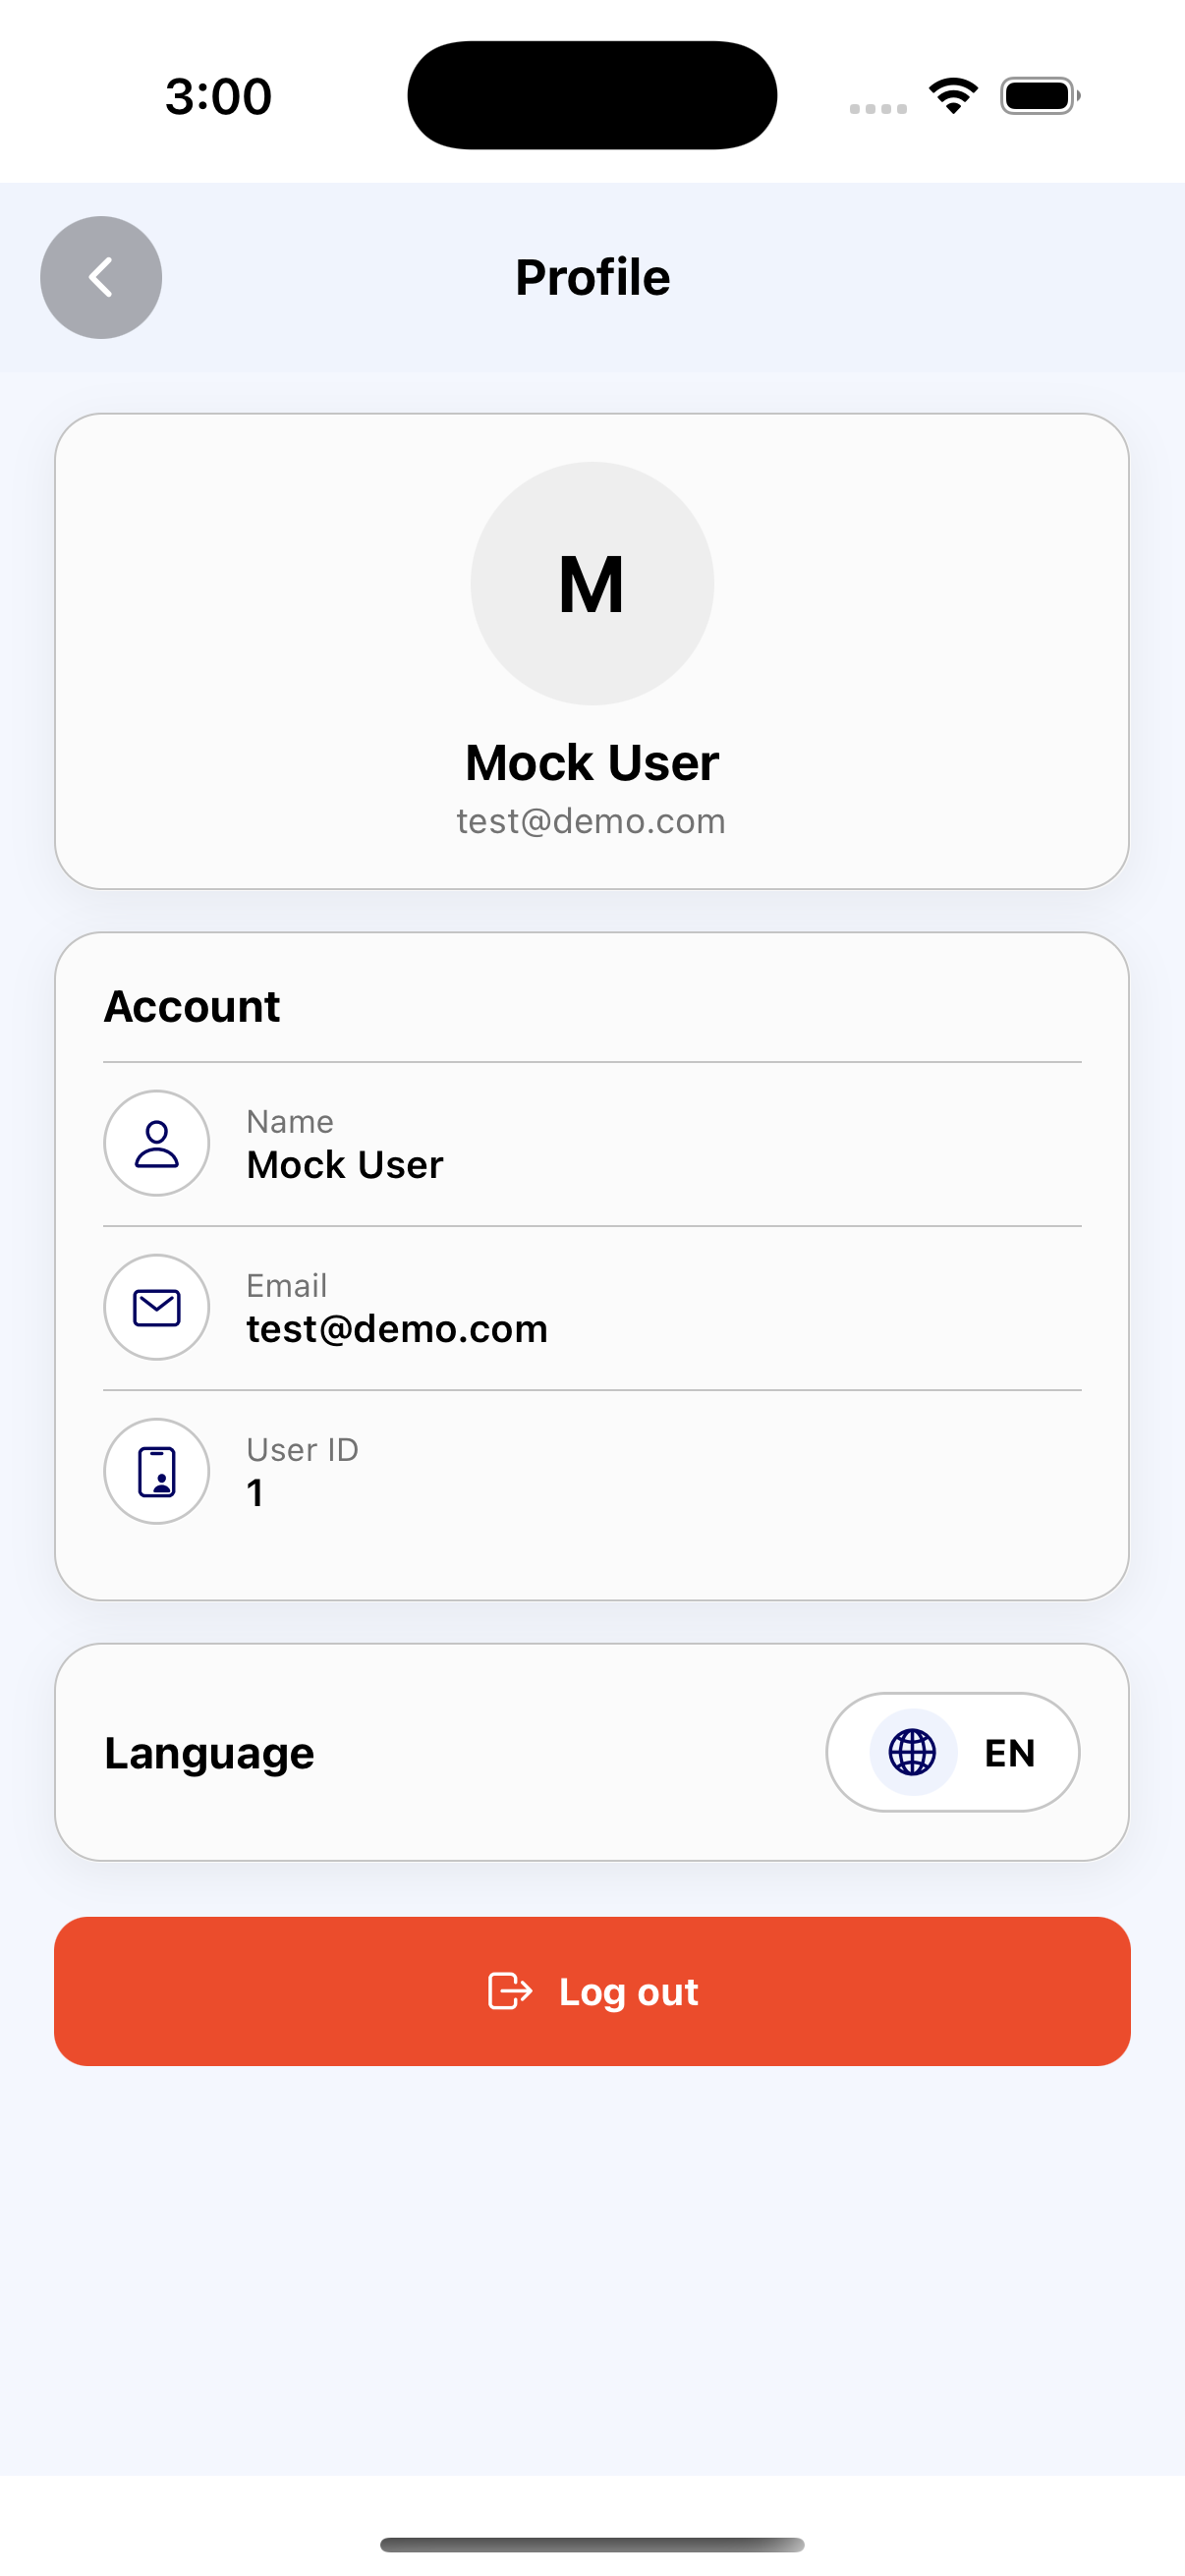 3:00
Profile
M
Mock User
test@demo.com
Account
Name
Mock User
Email
test@demo.com
User ID
1
Language
EN
Log out